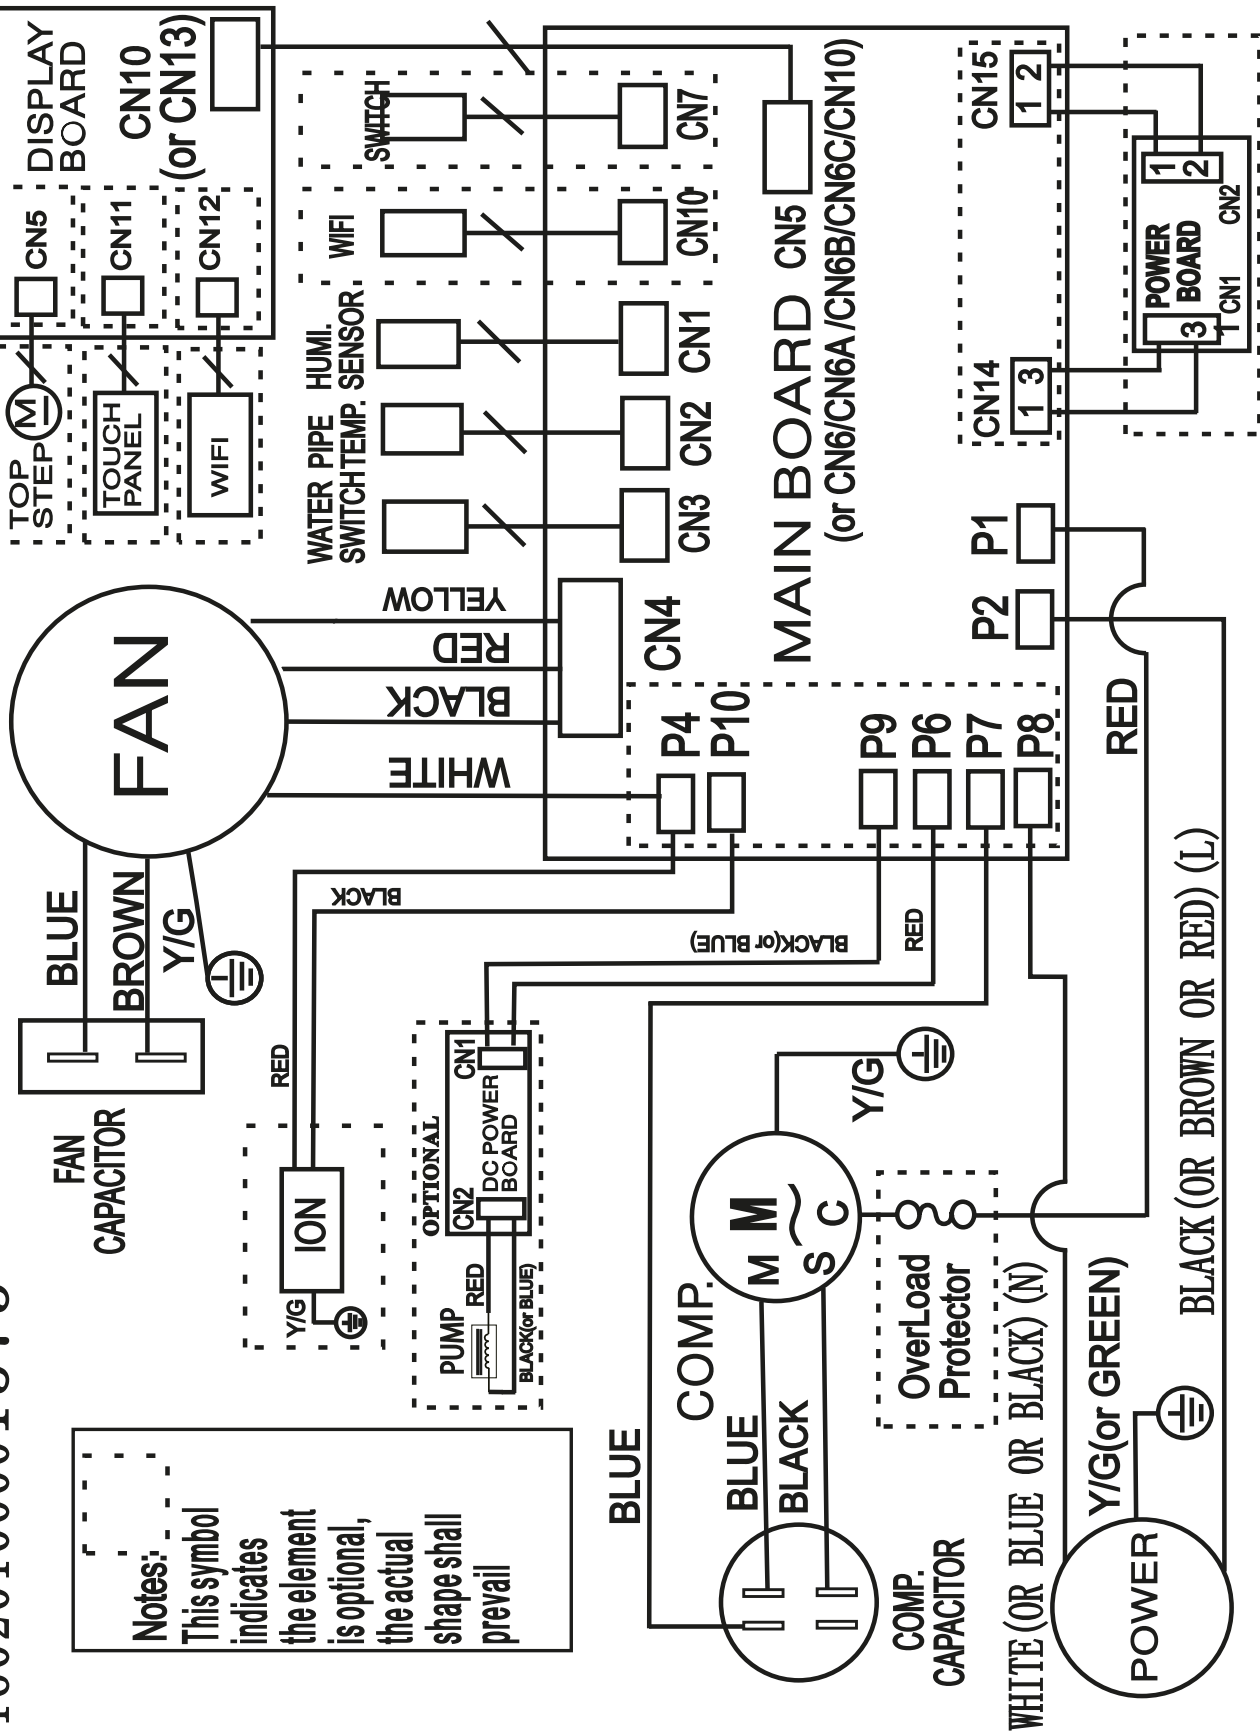 DISPLAY
BOARD
CN10
(or CN13)
CN5
CN11
CN12
TOP
STEP
M
TOUCH
PANEL
WIFI
SWITCH
CN7
WIFI
CN10
HUMI.
SENSOR
CN1
PIPE
TEMP.
CN2
WATER
SWITCH
CN3
MAIN BOARD CN5
(or CN6/CN6A /CN6B/CN6C/CN10)
CN15
1 2
CN14
1 3
POWER
BOARD
1
2
CN2
3
1
CN1
P1
P2
FAN
YELLOW
RED
BLACK
WHITE
CN4
P4
P10
P9
P6
P7
P8
BLUE
BROWN
Y/G
FAN
CAPACITOR
RED
BLACK
ION
Y/G
BLACK(or BLUE)
RED
OPTIONAL
CN1
DC POWER
BOARD
CN2
RED
BLACK(or BLUE)
PUMP
Y/G
M
M
~
S
C
COMP.
OverLoad
Protector
RED
BLUE
BLUE
BLACK
COMP.
CAPACITOR
WHITE(OR BLUE OR BLACK)(N)
Y/G(or GREEN)
BLACK(OR BROWN OR RED)(L)
POWER
Notes:
This symbol
indicates
the element
is optional,
the actual
shape shall
prevail